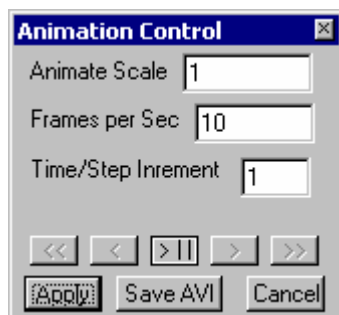 Animation Control
Animate Scale 1
Frames per Sec 10
Time/Step Inrement 1
<< < >|| > >>
Apply Save AVI Cancel